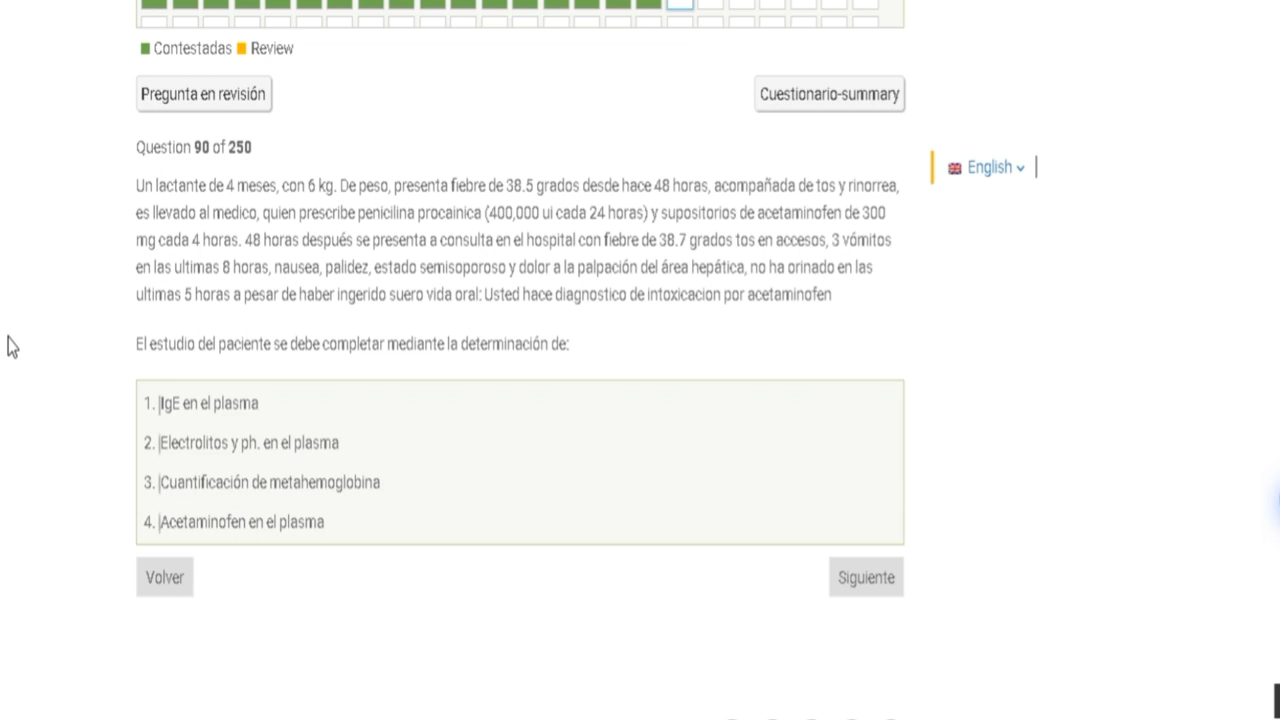 Contestadas Review
Pregunta en revisión Cuestionario-summary
Question 90 of 250
English
Un lactante de 4 meses, con 6 kg. De peso, presenta fiebre de 38.5 grados desde hace 48 horas, acompañada de tos y rinorrea,
es llevado al medico, quien prescribe penicilina procainica (400,000 ui cada 24 horas) y supositorios de acetaminofen de 300
mg cada 4 horas. 48 horas después se presenta a consulta en el hospital con fiebre de 38.7 grados tos en accesos, 3 vómitos
en las ultimas 8 horas, nausea, palidez, estado semisoporoso y dolor a la palpación del área hepática, no ha orinado en las
ultimas 5 horas a pesar de haber ingerido suero vida oral: Usted hace diagnostico de intoxicacion por acetaminofen
El estudio del paciente se debe completar mediante la determinación de:
1. IgE en el plasma
2. Electrolitos y ph. en el plasma
3. Cuantificación de metahemoglobina
4. Acetaminofen en el plasma
Volver Siguiente